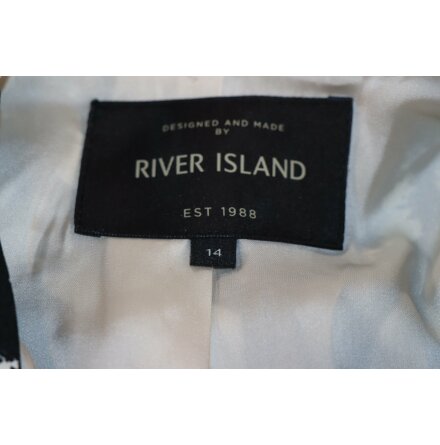 DESIGNED AND MADE
BY
RIVER ISLAND
EST 1988
14